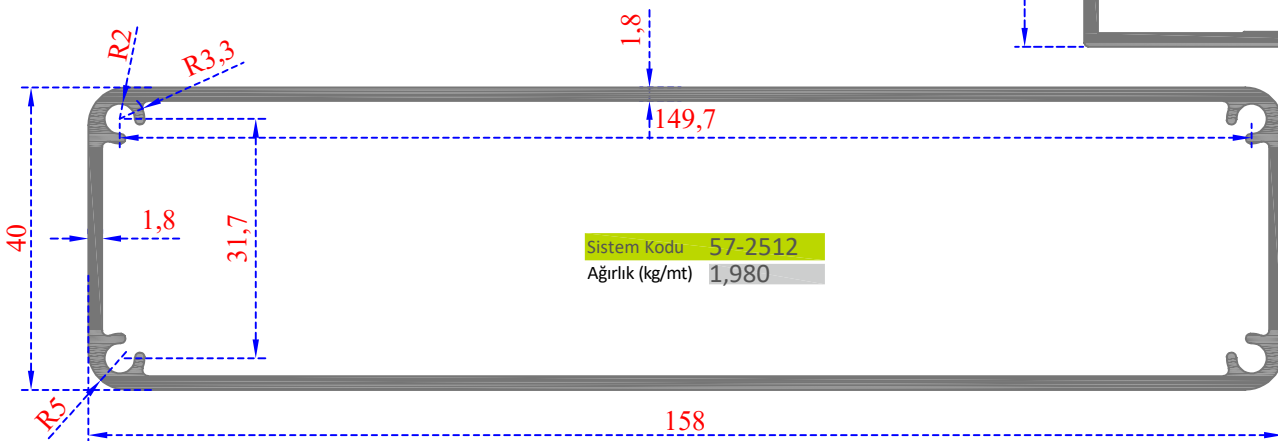 R2
R3,3
1,8
149,7
40
1,8
31,7
Sistem Kodu 57-2512
Ağırlık (kg/mt) 1,980
R5
158